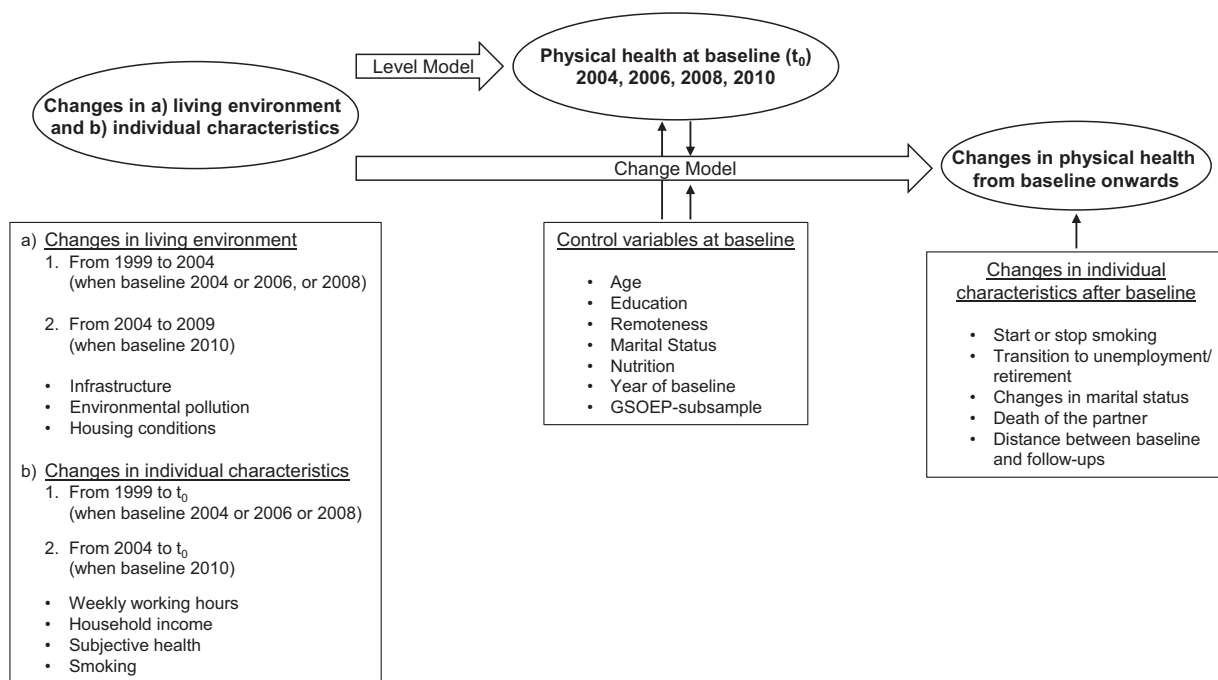 Level Model
Physical health at baseline (t0)
2004, 2006, 2008, 2010
Changes in a) living environment
and b) individual characteristics
Change Model
Changes in physical health
from baseline onwards
a) Changes in living environment
1. From 1999 to 2004
(when baseline 2004 or 2006, or 2008)
2. From 2004 to 2009
(when baseline 2010)
• Infrastructure
• Environmental pollution
• Housing conditions
b) Changes in individual characteristics
1. From 1999 to t0
(when baseline 2004 or 2006 or 2008)
2. From 2004 to t0
(when baseline 2010)
• Weekly working hours
• Household income
• Subjective health
• Smoking
Control variables at baseline
• Age
• Education
• Remoteness
• Marital Status
• Nutrition
• Year of baseline
• GSOEP-subsample
Changes in individual
characteristics after baseline
• Start or stop smoking
• Transition to unemployment/
retirement
• Changes in marital status
• Death of the partner
• Distance between baseline
and follow-ups